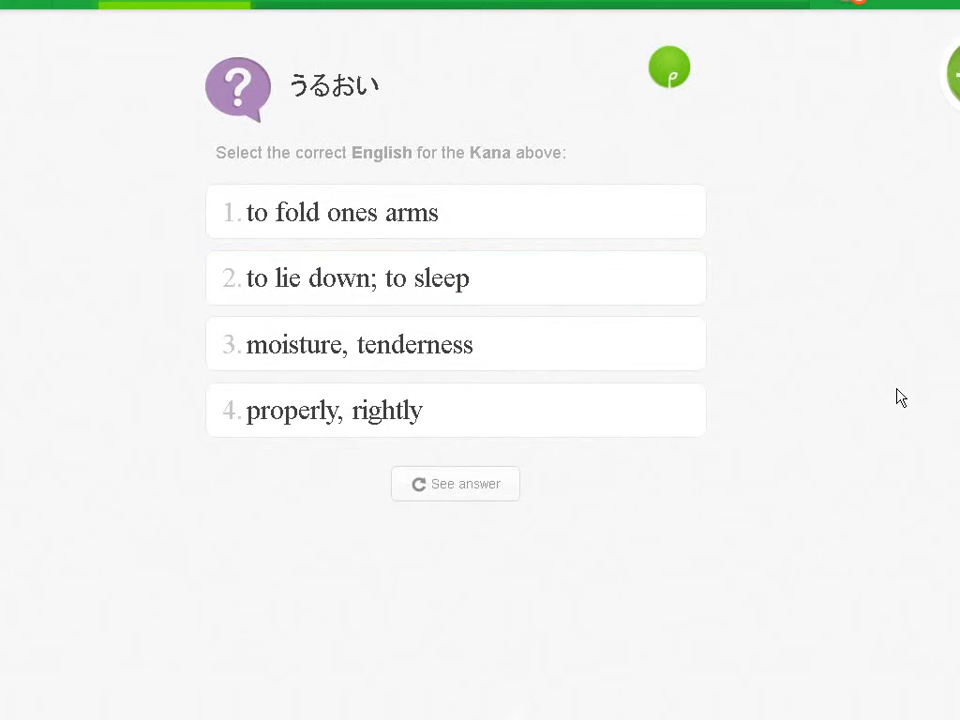 うるおい
Select the correct English for the Kana above:
1. to fold ones arms
2. to lie down; to sleep
3. moisture, tenderness
4. properly, rightly
See answer